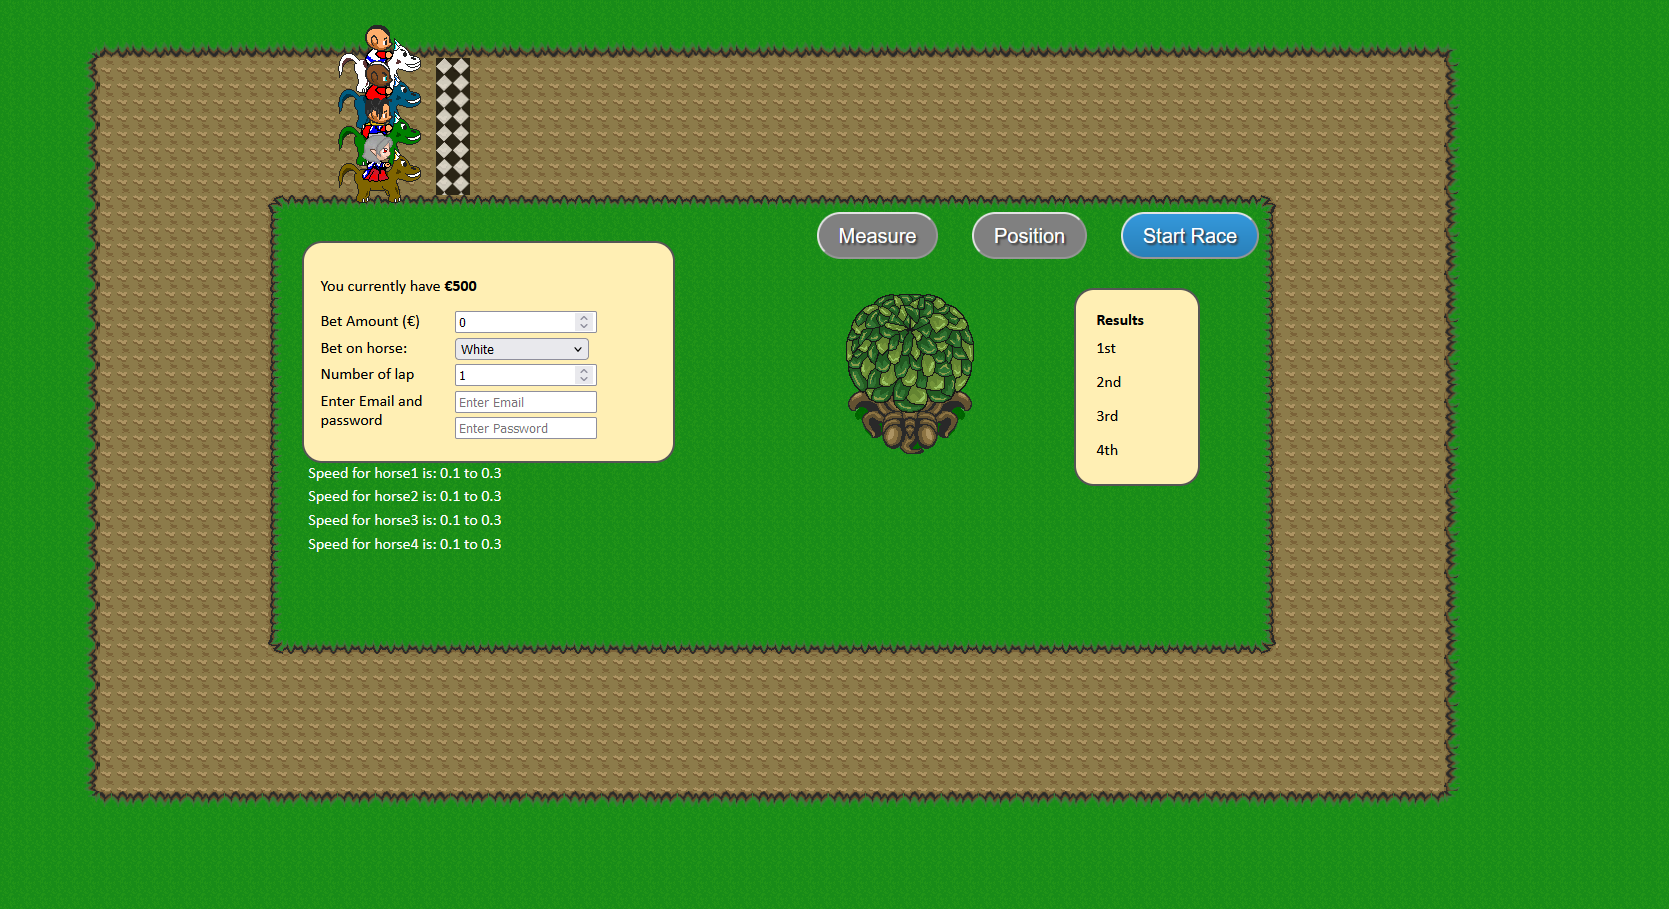 Measure
Position
Start Race
You currently have €500
Bet Amount (€)
0
Bet on horse:
White
Number of lap
1
Enter Email and
password
Enter Email
Enter Password
Speed for horse1 is: 0.1 to 0.3
Speed for horse2 is: 0.1 to 0.3
Speed for horse3 is: 0.1 to 0.3
Speed for horse4 is: 0.1 to 0.3
Results
1st
2nd
3rd
4th